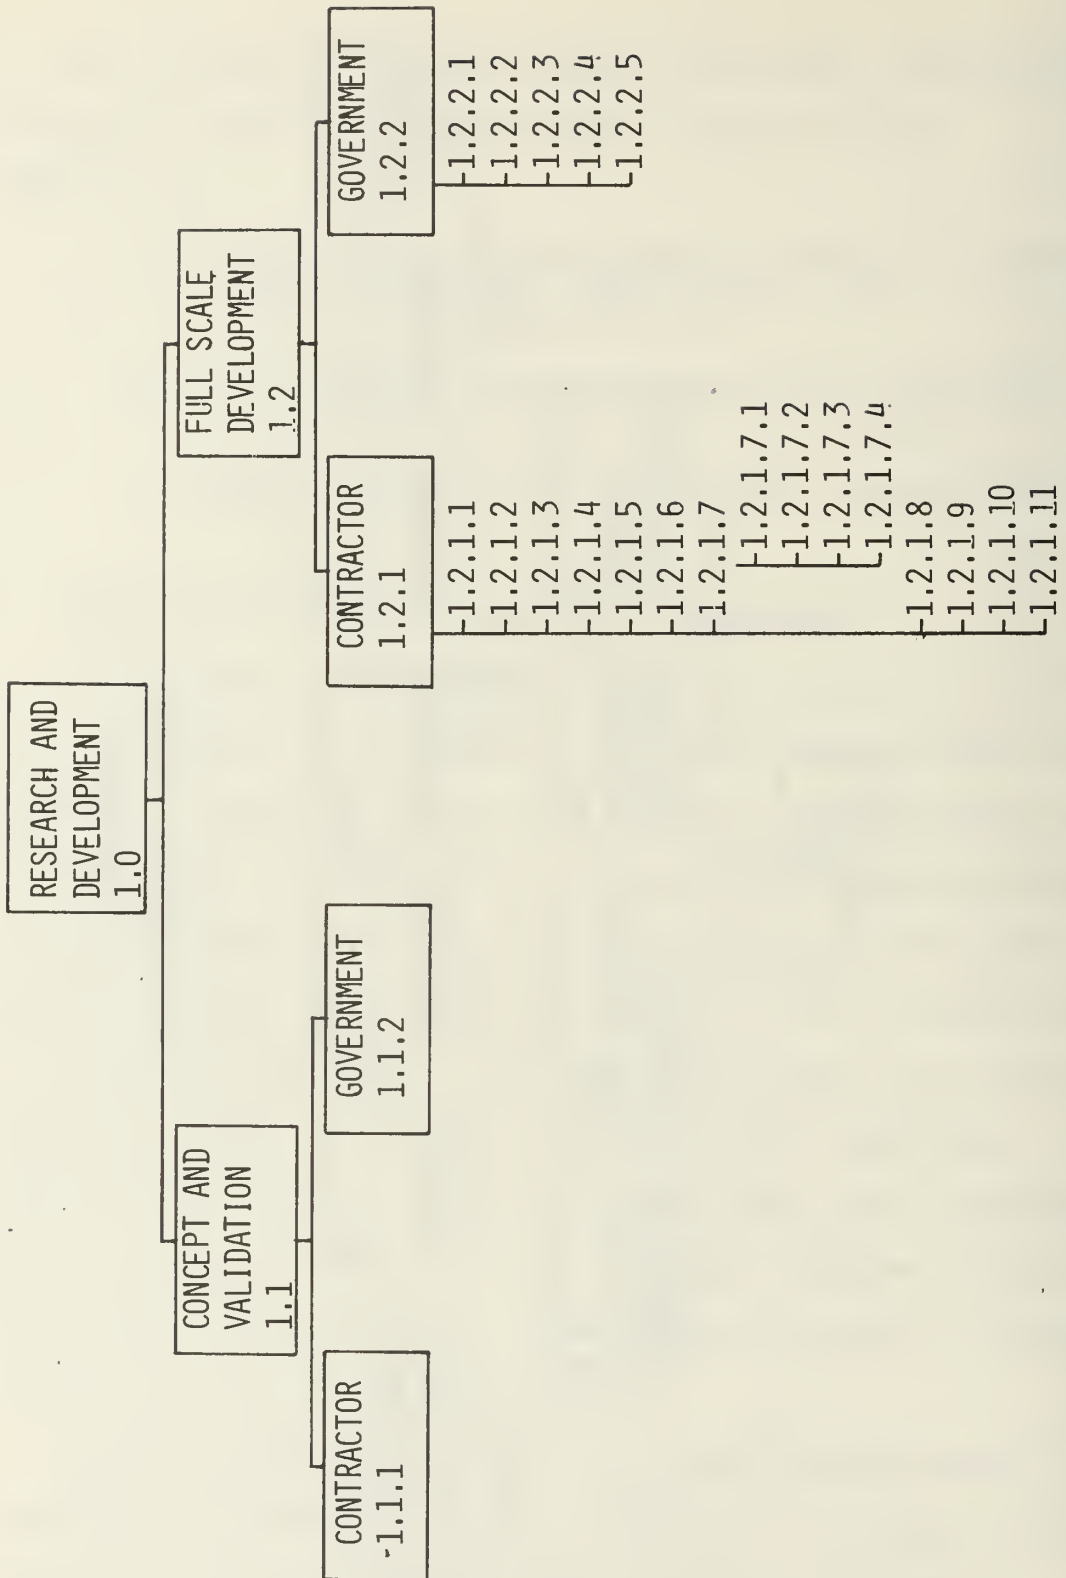 RESEARCH AND
DEVELOPMENT
1.0
CONCEPT AND
VALIDATION
1.1
FULL SCALE
DEVELOPMENT
1.2
CONTRACTOR
-1.1.1
GOVERNMENT
1.1.2
CONTRACTOR
1.2.1
GOVERNMENT
1.2.2
1.2.1.1
1.2.1.2
1.2.1.3
1.2.1.4
1.2.1.5
1.2.1.6
1.2.1.7
1.2.1.7.1
1.2.1.7.2
1.2.1.7.3
1.2.1.7.4
1.2.1.8
1.2.1.9
1.2.1.10
1.2.1.11
1.2.2.1
1.2.2.2
1.2.2.3
1.2.2.4
1.2.2.5